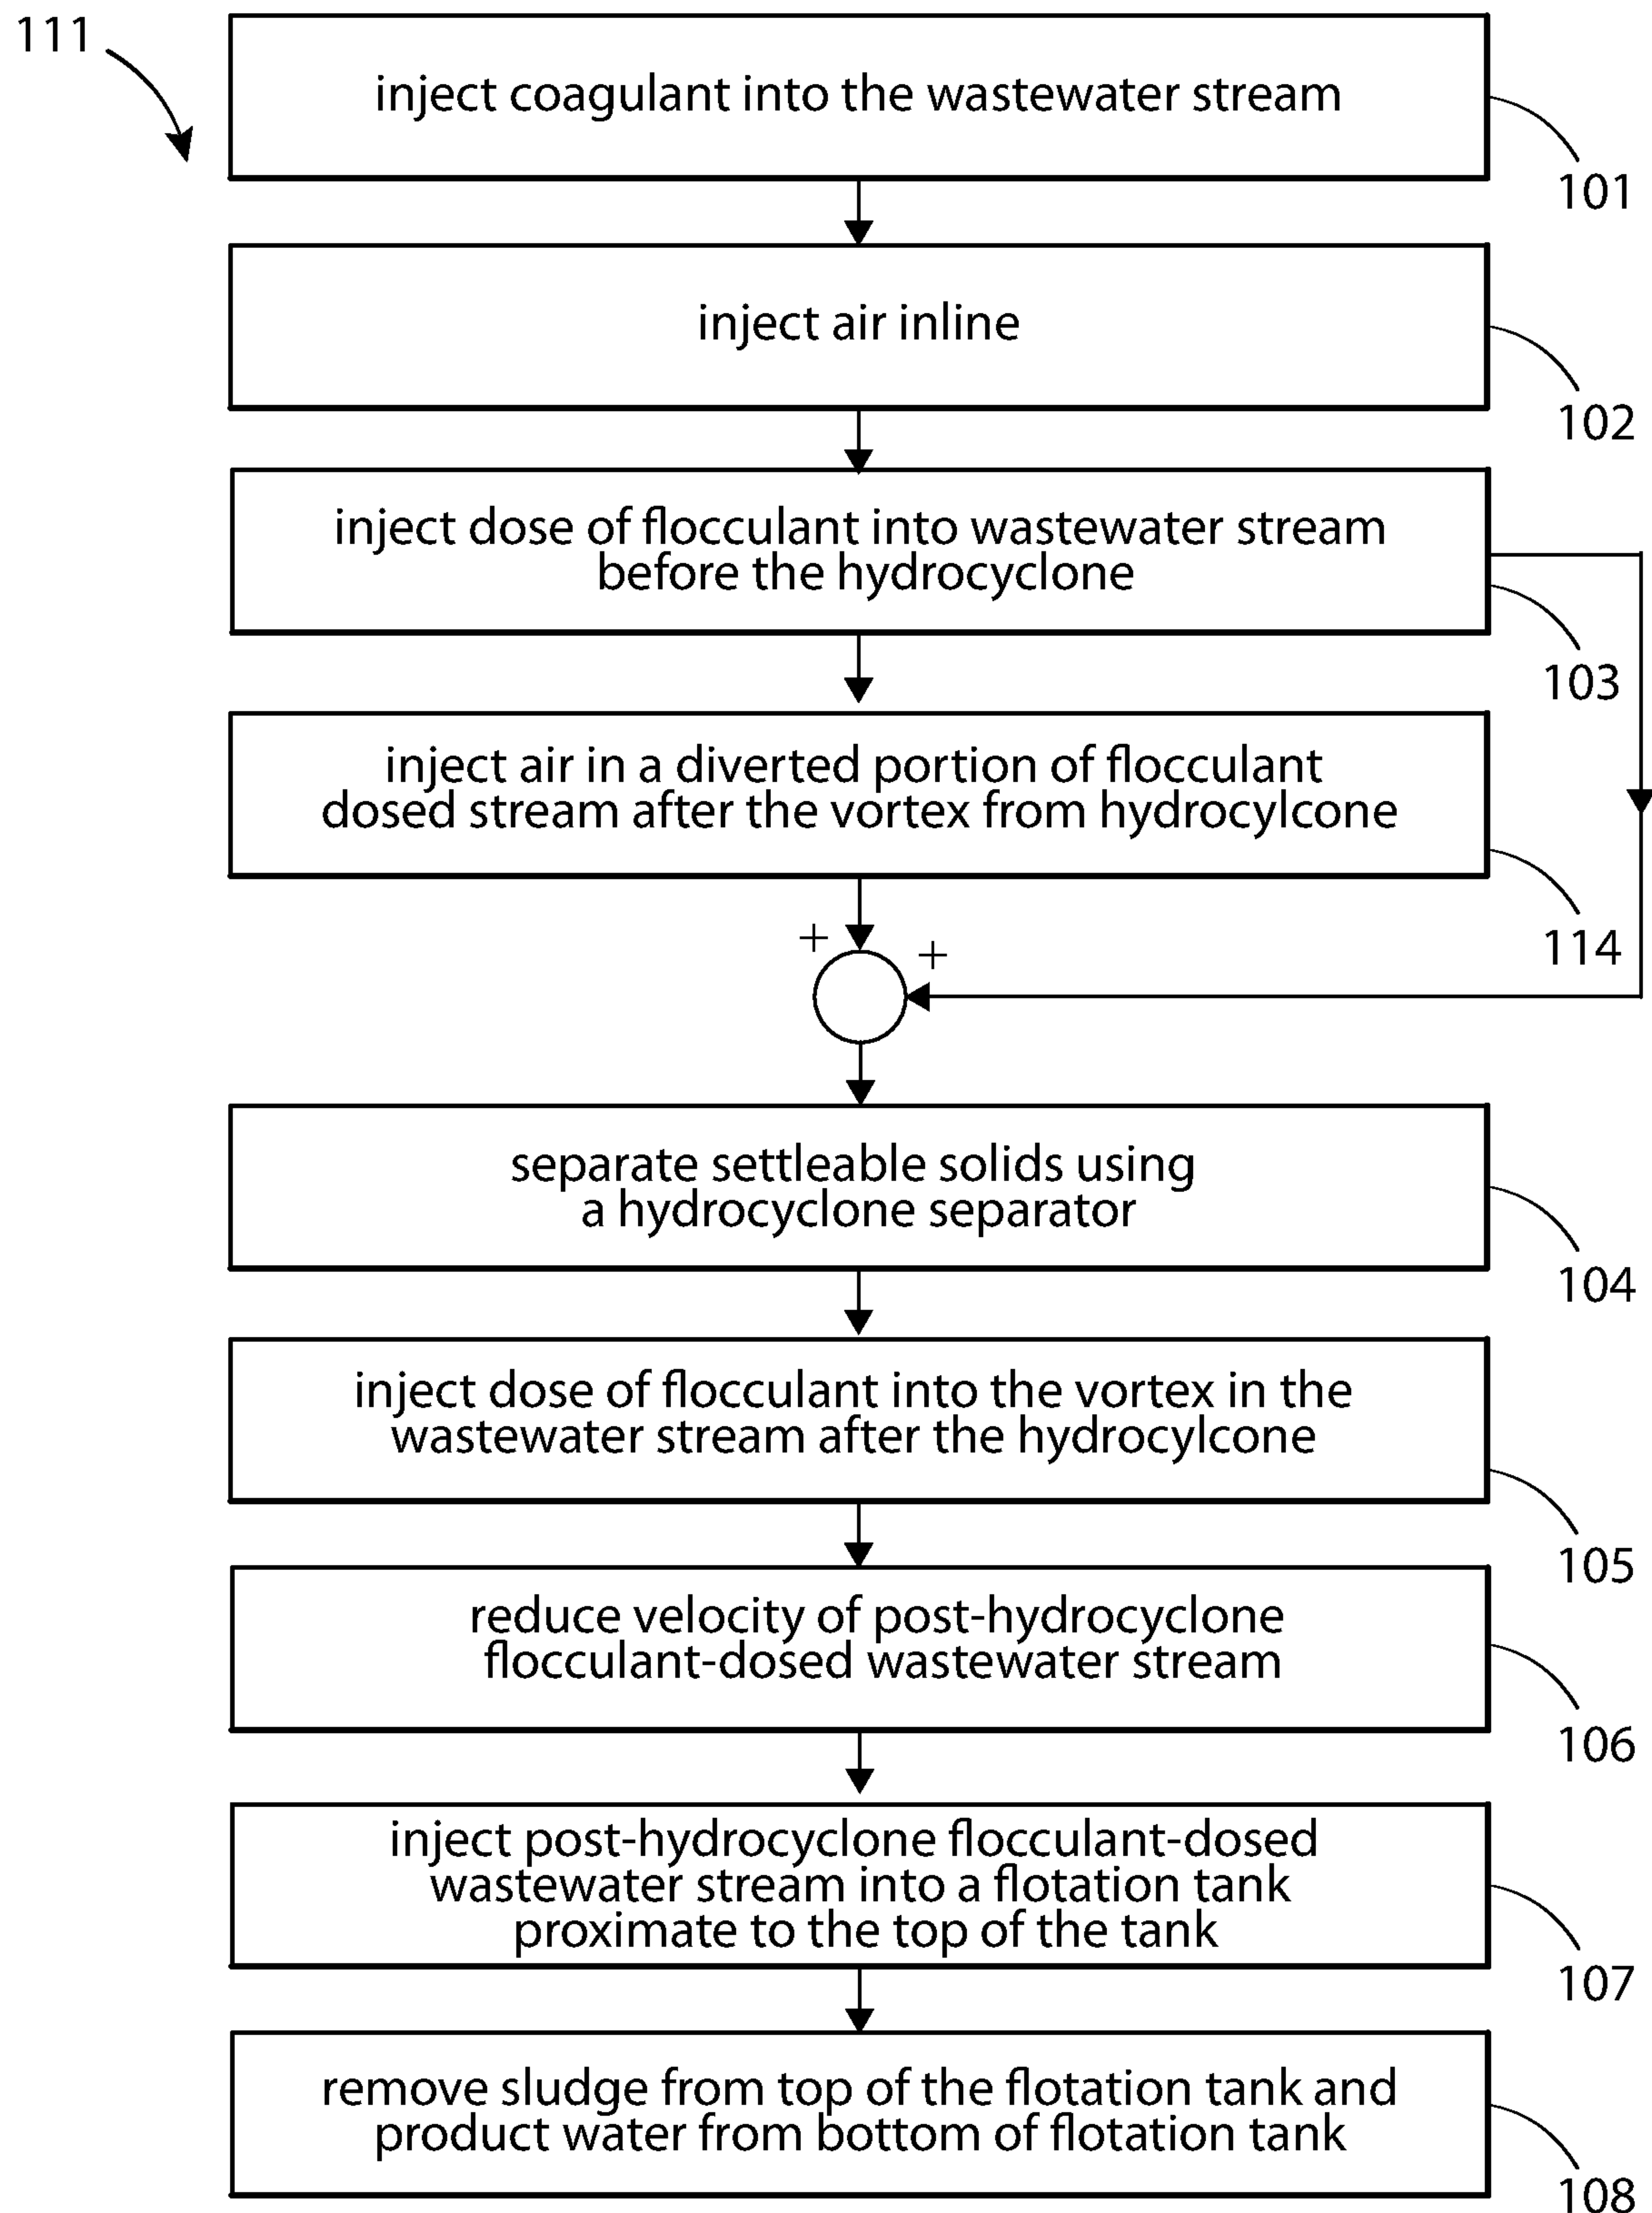 111
inject coagulant into the wastewater stream
101
inject air inline
102
inject dose of flocculant into wastewater stream
before the hydrocyclone
103
inject air in a diverted portion of flocculant
dosed stream after the vortex from hydrocylcone
114
+
+
separate settleable solids using
a hydrocyclone separator
104
inject dose of flocculant into the vortex in the
wastewater stream after the hydrocylcone
105
reduce velocity of post-hydrocyclone
flocculant-dosed wastewater stream
106
inject post-hydrocyclone flocculant-dosed
wastewater stream into a flotation tank
proximate to the top of the tank
107
remove sludge from top of the flotation tank and
product water from bottom of flotation tank
108